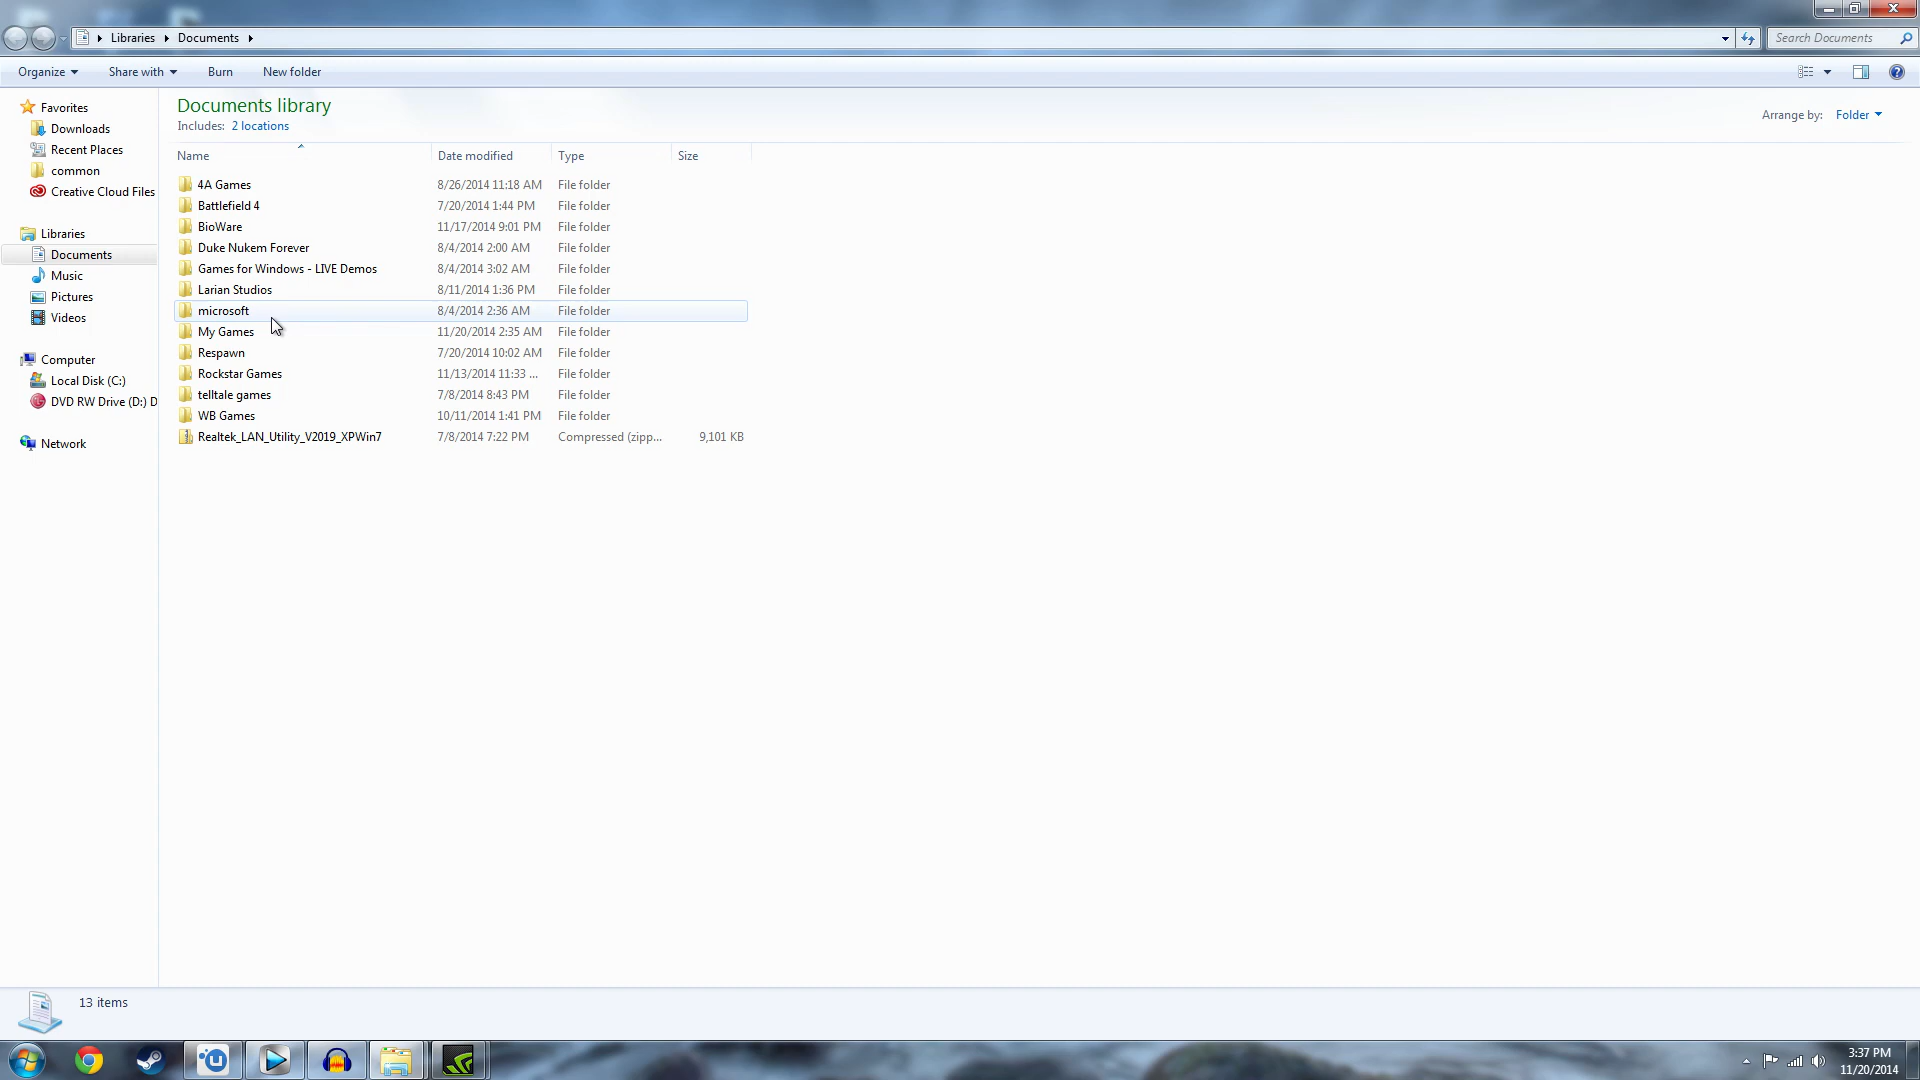 Libraries Documents
Search Documents
Organize Share with Burn New folder
Favorites
Downloads
Recent Places
common
Creative Cloud Files
Libraries
Documents
Music
Pictures
Videos
Computer
Local Disk (C:)
DVD RW Drive (D:) D
Network
Documents library
Includes: 2 locations
Arrange by: Folder
Name Date modified Type Size
4A Games 8/26/2014 11:18 AM File folder
Battlefield 4 7/20/2014 1:44 PM File folder
BioWare 11/17/2014 9:01 PM File folder
Duke Nukem Forever 8/4/2014 2:00 AM File folder
Games for Windows - LIVE Demos 8/4/2014 3:02 AM File folder
Larian Studios 8/11/2014 1:36 PM File folder
microsoft 8/4/2014 2:36 AM File folder
My Games 11/20/2014 2:35 AM File folder
Respawn 7/20/2014 10:02 AM File folder
Rockstar Games 11/13/2014 11:33 ... File folder
telltale games 7/8/2014 8:43 PM File folder
WB Games 10/11/2014 1:41 PM File folder
Realtek_LAN_Utility_V2019_XPWin7 7/8/2014 7:22 PM Compressed (zipp... 9,101 KB
13 items
3:37 PM
11/20/2014